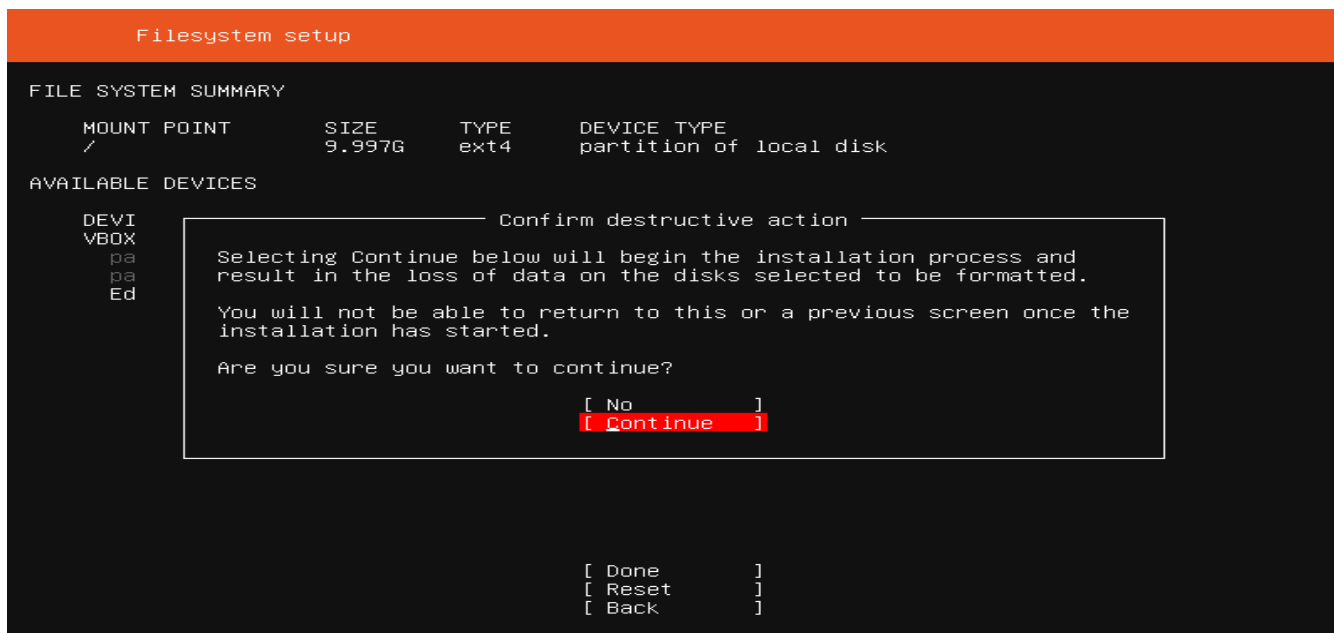 Filesystem setup
FILE SYSTEM SUMMARY
MOUNT POINT SIZE TYPE DEVICE TYPE
/ 9.997G ext4 partition of local disk
AVAILABLE DEVICES
DEVI
VBOX
pa
pa
Ed
Confirm destructive action
Selecting Continue below will begin the installation process and
result in the loss of data on the disks selected to be formatted.
You will not be able to return to this or a previous screen once the
installation has started.
Are you sure you want to continue?
[ No ]
[ Continue ]
[ Done ]
[ Reset ]
[ Back ]